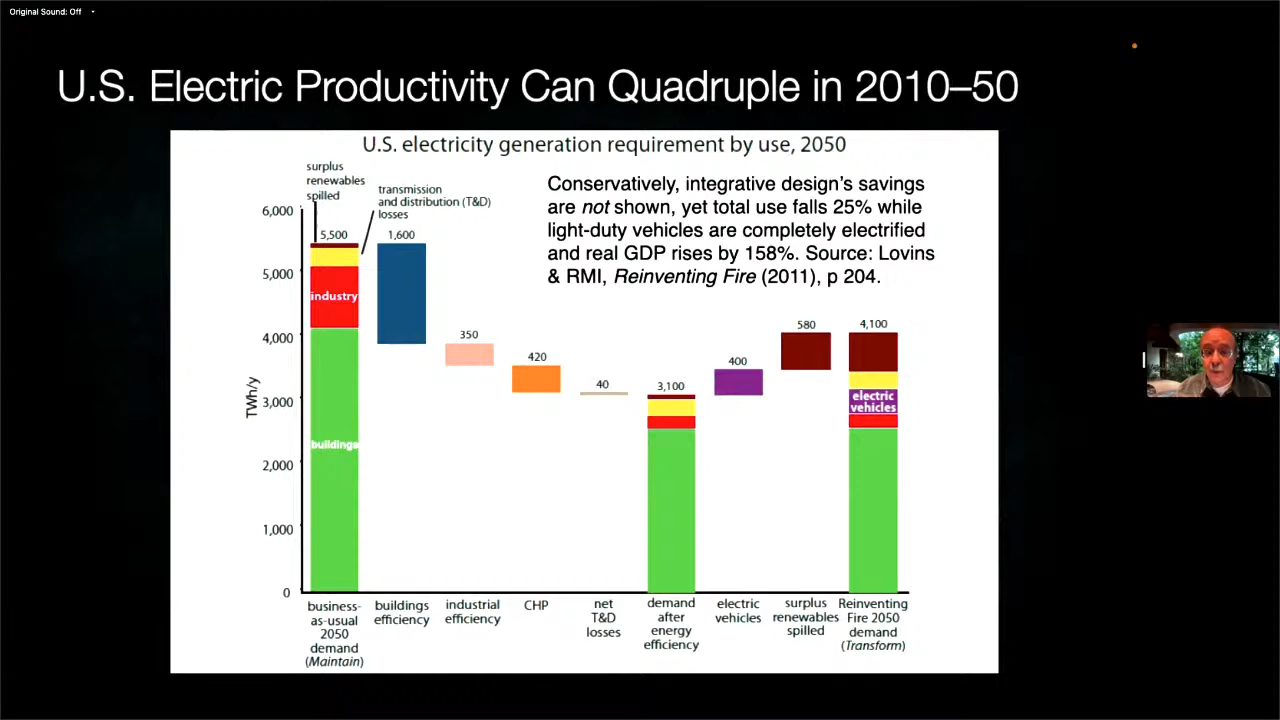 Original Sound: Off
U.S. Electric Productivity Can Quadruple in 2010–50
U.S. electricity generation requirement by use, 2050
surplus
renewables
spilled
transmission
and distribution (T&D)
losses
Conservatively, integrative design's savings
are not shown, yet total use falls 25% while
light-duty vehicles are completely electrified
and real GDP rises by 158%. Source: Lovins
& RMI, Reinventing Fire (2011), p 204.
TWh/y
6,000
5,000
4,000
3,000
2,000
1,000
0
5,500
1,600
350
420
40
3,100
400
580
4,100
industry
buildings
electric
vehicles
business-
as-usual
2050
demand
(Maintain)
buildings
efficiency
industrial
efficiency
CHP
net
T&D
losses
demand
after
energy
efficiency
electric
vehicles
surplus
renewables
spilled
Reinventing
Fire 2050
demand
(Transform)